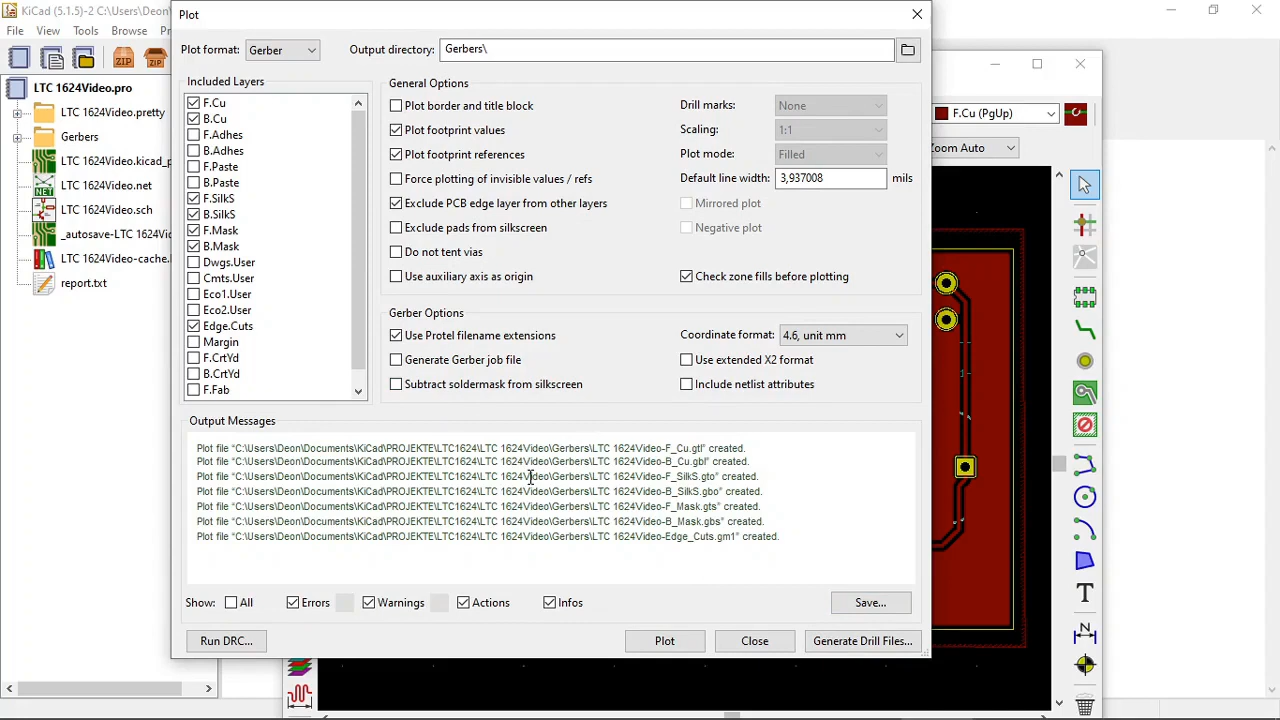 KiCad (5.1.5)-2 C:\Users\Deon\
Plot
File View Tools Browse
Plot format: Gerber Output directory: Gerbers\
LTC 1624Video.pro
LTC 1624Video.pretty
Gerbers
LTC 1624Video.kicad_p
LTC 1624Video.net
LTC 1624Video.sch
_autosave-LTC 1624Vi
LTC 1624Video-cache.
report.txt
Included Layers
F.Cu
B.Cu
F.Adhes
B.Adhes
F.Paste
B.Paste
F.SilkS
B.SilkS
F.Mask
B.Mask
Dwgs.User
Cmts.User
Eco1.User
Eco2.User
Edge.Cuts
Margin
F.CrtYd
B.CrtYd
F.Fab
General Options
Plot border and title block
Plot footprint values
Plot footprint references
Force plotting of invisible values / refs
Exclude PCB edge layer from other layers
Exclude pads from silkscreen
Do not tent vias
Use auxiliary axis as origin
Drill marks: None
Scaling: 1:1
Plot mode: Filled
Default line width: 3,937008 mils
Mirrored plot
Negative plot
Check zone fills before plotting
Gerber Options
Use Protel filename extensions
Generate Gerber job file
Subtract soldermask from silkscreen
Coordinate format: 4.6, unit mm
Use extended X2 format
Include netlist attributes
Output Messages
Plot file "C:\Users\Deon\Documents\KiCad\PROJEKTE\LTC1624\LTC 1624Video\Gerbers\LTC 1624Video-F_Cu.gtl" created.
Plot file "C:\Users\Deon\Documents\KiCad\PROJEKTE\LTC1624\LTC 1624Video\Gerbers\LTC 1624Video-B_Cu.gbl" created.
Plot file "C:\Users\Deon\Documents\KiCad\PROJEKTE\LTC1624\LTC 1624Video\Gerbers\LTC 1624Video-F_SilkS.gto" created.
Plot file "C:\Users\Deon\Documents\KiCad\PROJEKTE\LTC1624\LTC 1624Video\Gerbers\LTC 1624Video-B_SilkS.gbo" created.
Plot file "C:\Users\Deon\Documents\KiCad\PROJEKTE\LTC1624\LTC 1624Video\Gerbers\LTC 1624Video-F_Mask.gts" created.
Plot file "C:\Users\Deon\Documents\KiCad\PROJEKTE\LTC1624\LTC 1624Video\Gerbers\LTC 1624Video-B_Mask.gbs" created.
Plot file "C:\Users\Deon\Documents\KiCad\PROJEKTE\LTC1624\LTC 1624Video\Gerbers\LTC 1624Video-Edge_Cuts.gm1" created.
Show: All Errors Warnings Actions Infos Save...
Run DRC... Plot Close Generate Drill Files...
F.Cu (PgUp)
Zoom Auto
ZIP ZIP
NET
T
N